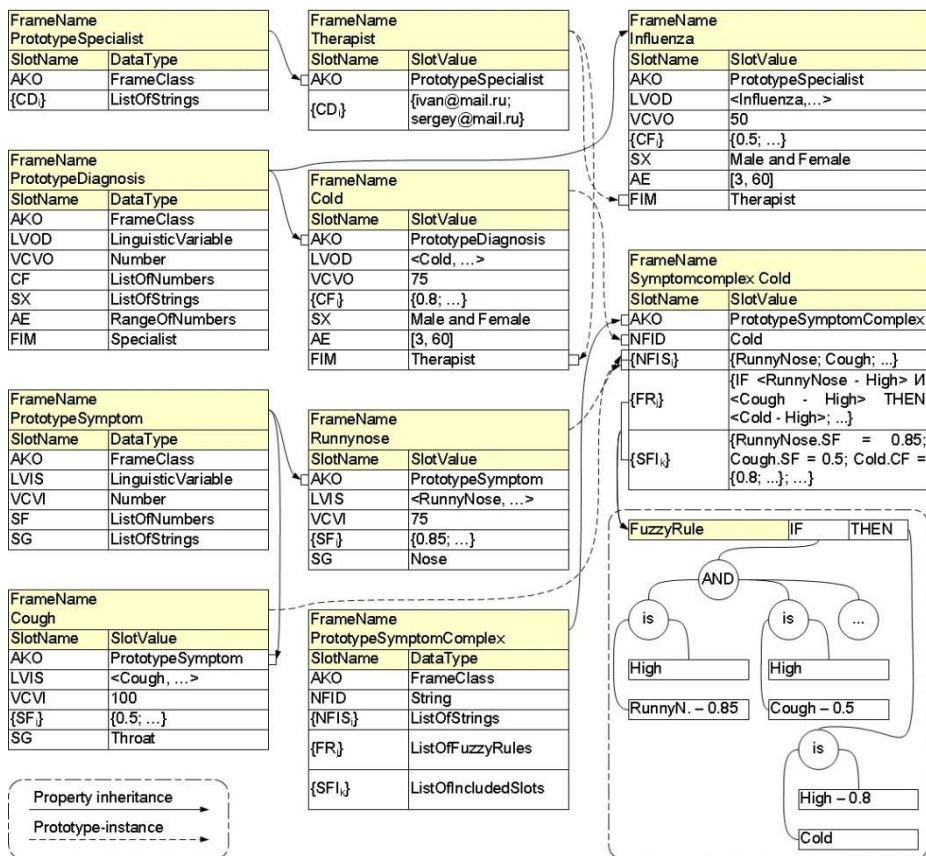 FrameName
PrototypeSpecialist
SlotName DataType
AKO FrameClass
{CDᵢ} ListOfStrings
FrameName
Therapist
SlotName SlotValue
AKO PrototypeSpecialist
{CDᵢ} {ivan@mail.ru;
sergey@mail.ru}
FrameName
Influenza
SlotName SlotValue
AKO PrototypeSpecialist
LVOD <Influenza,...>
VCVO 50
{CFᵢ} {0.5; ...}
SX Male and Female
AE [3, 60]
FIM Therapist
FrameName
PrototypeDiagnosis
SlotName DataType
AKO FrameClass
LVOD LinguisticVariable
VCVO Number
CF ListOfNumbers
SX ListOfStrings
AE RangeOfNumbers
FIM Specialist
FrameName
Cold
SlotName SlotValue
AKO PrototypeDiagnosis
LVOD <Cold, ...>
VCVO 75
{CFᵢ} {0.8; ...}
SX Male and Female
AE [3, 60]
FIM Therapist
FrameName
Symptomcomplex Cold
SlotName SlotValue
AKO PrototypeSymptomComplex
NFID Cold
{NFISᵢ} {RunnyNose; Cough; ...}
{FRⱼ} {IF <RunnyNose - High> И
<Cough - High> THEN
<Cold - High>; ...}
{SFIₖ} {RunnyNose.SF = 0.85;
Cough.SF = 0.5; Cold.CF =
{0.8; ...}; ...}
FrameName
PrototypeSymptom
SlotName DataType
AKO FrameClass
LVIS LinguisticVariable
VCVI Number
SF ListOfNumbers
SG ListOfStrings
FrameName
Runnynose
SlotName SlotValue
AKO PrototypeSymptom
LVIS <RunnyNose, ...>
VCVI 75
{SFᵢ} {0.85; ...}
SG Nose
FrameName
Cough
SlotName SlotValue
AKO PrototypeSymptom
LVIS <Cough, ...>
VCVI 100
{SFᵢ} {0.5; ...}
SG Throat
FrameName
PrototypeSymptomComplex
SlotName DataType
AKO FrameClass
NFID String
{NFISᵢ} ListOfStrings
{FRⱼ} ListOfFuzzyRules
{SFIₖ} ListOfIncludedSlots
FuzzyRule IF THEN
AND
is is ...
High High
RunnyN. – 0.85 Cough – 0.5
is
High – 0.8
Cold
Property inheritance
Prototype-instance